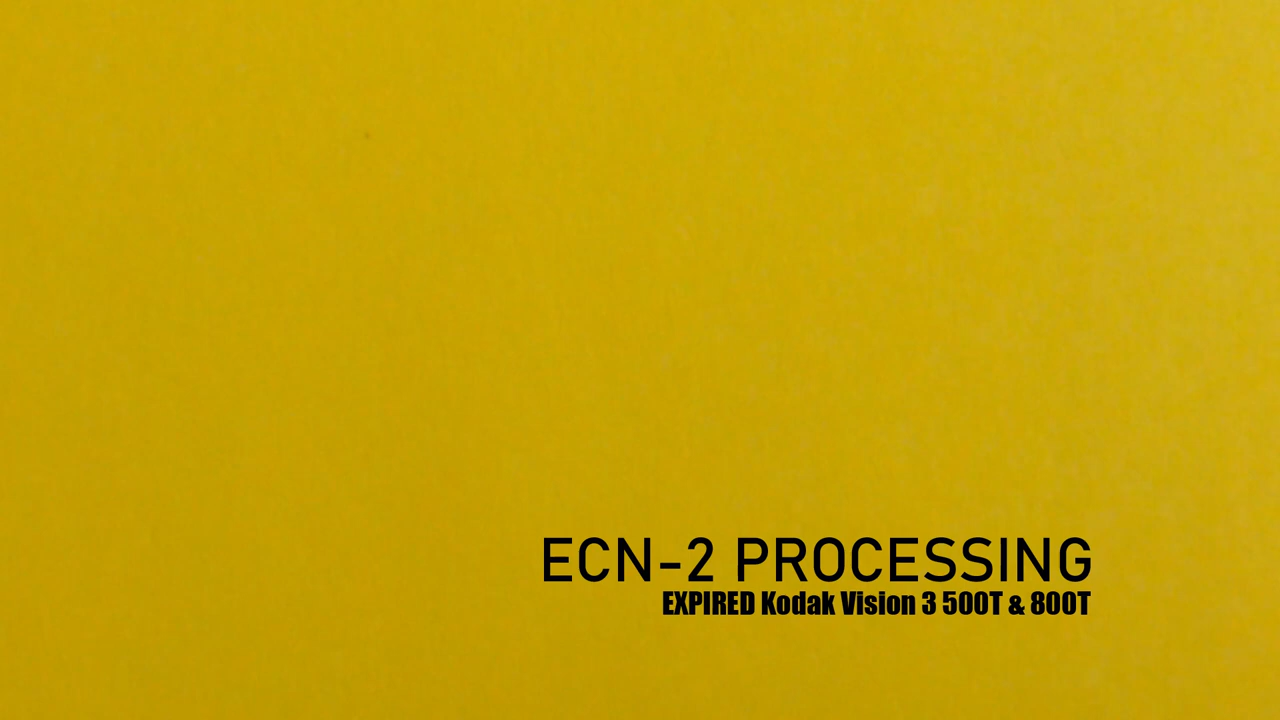 ECN-2 PROCESSING
EXPIRED Kodak Vision 3 500T & 800T